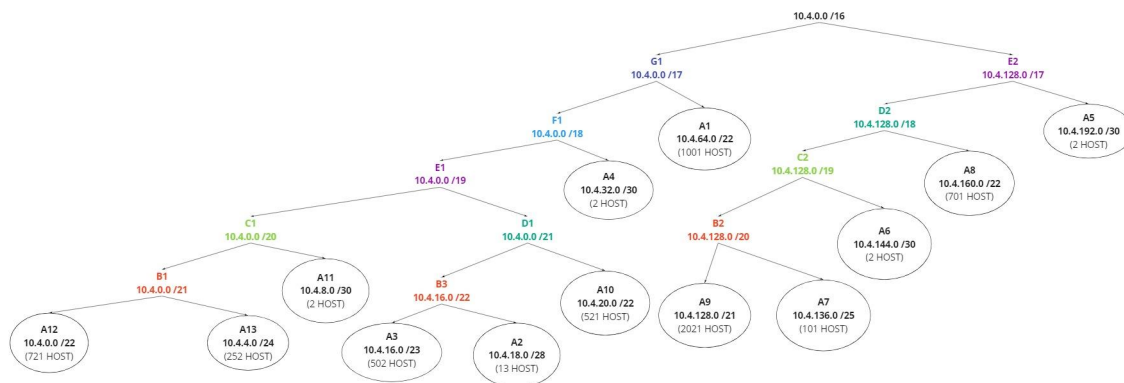 10.4.0.0 /16
G1
10.4.0.0 /17
E2
10.4.128.0 /17
F1
10.4.0.0 /18
A1
10.4.64.0 /22
(1001 HOST)
D2
10.4.128.0 /18
A5
10.4.192.0 /30
(2 HOST)
E1
10.4.0.0 /19
A4
10.4.32.0 /30
(2 HOST)
C2
10.4.128.0 /19
A8
10.4.160.0 /22
(701 HOST)
C1
10.4.0.0 /20
D1
10.4.0.0 /21
B2
10.4.128.0 /20
A6
10.4.144.0 /30
(2 HOST)
B1
10.4.0.0 /21
A11
10.4.8.0 /30
(2 HOST)
B3
10.4.16.0 /22
A10
10.4.20.0 /22
(521 HOST)
A9
10.4.128.0 /21
(2021 HOST)
A7
10.4.136.0 /25
(101 HOST)
A12
10.4.0.0 /22
(721 HOST)
A13
10.4.4.0 /24
(252 HOST)
A3
10.4.16.0 /23
(502 HOST)
A2
10.4.18.0 /28
(13 HOST)